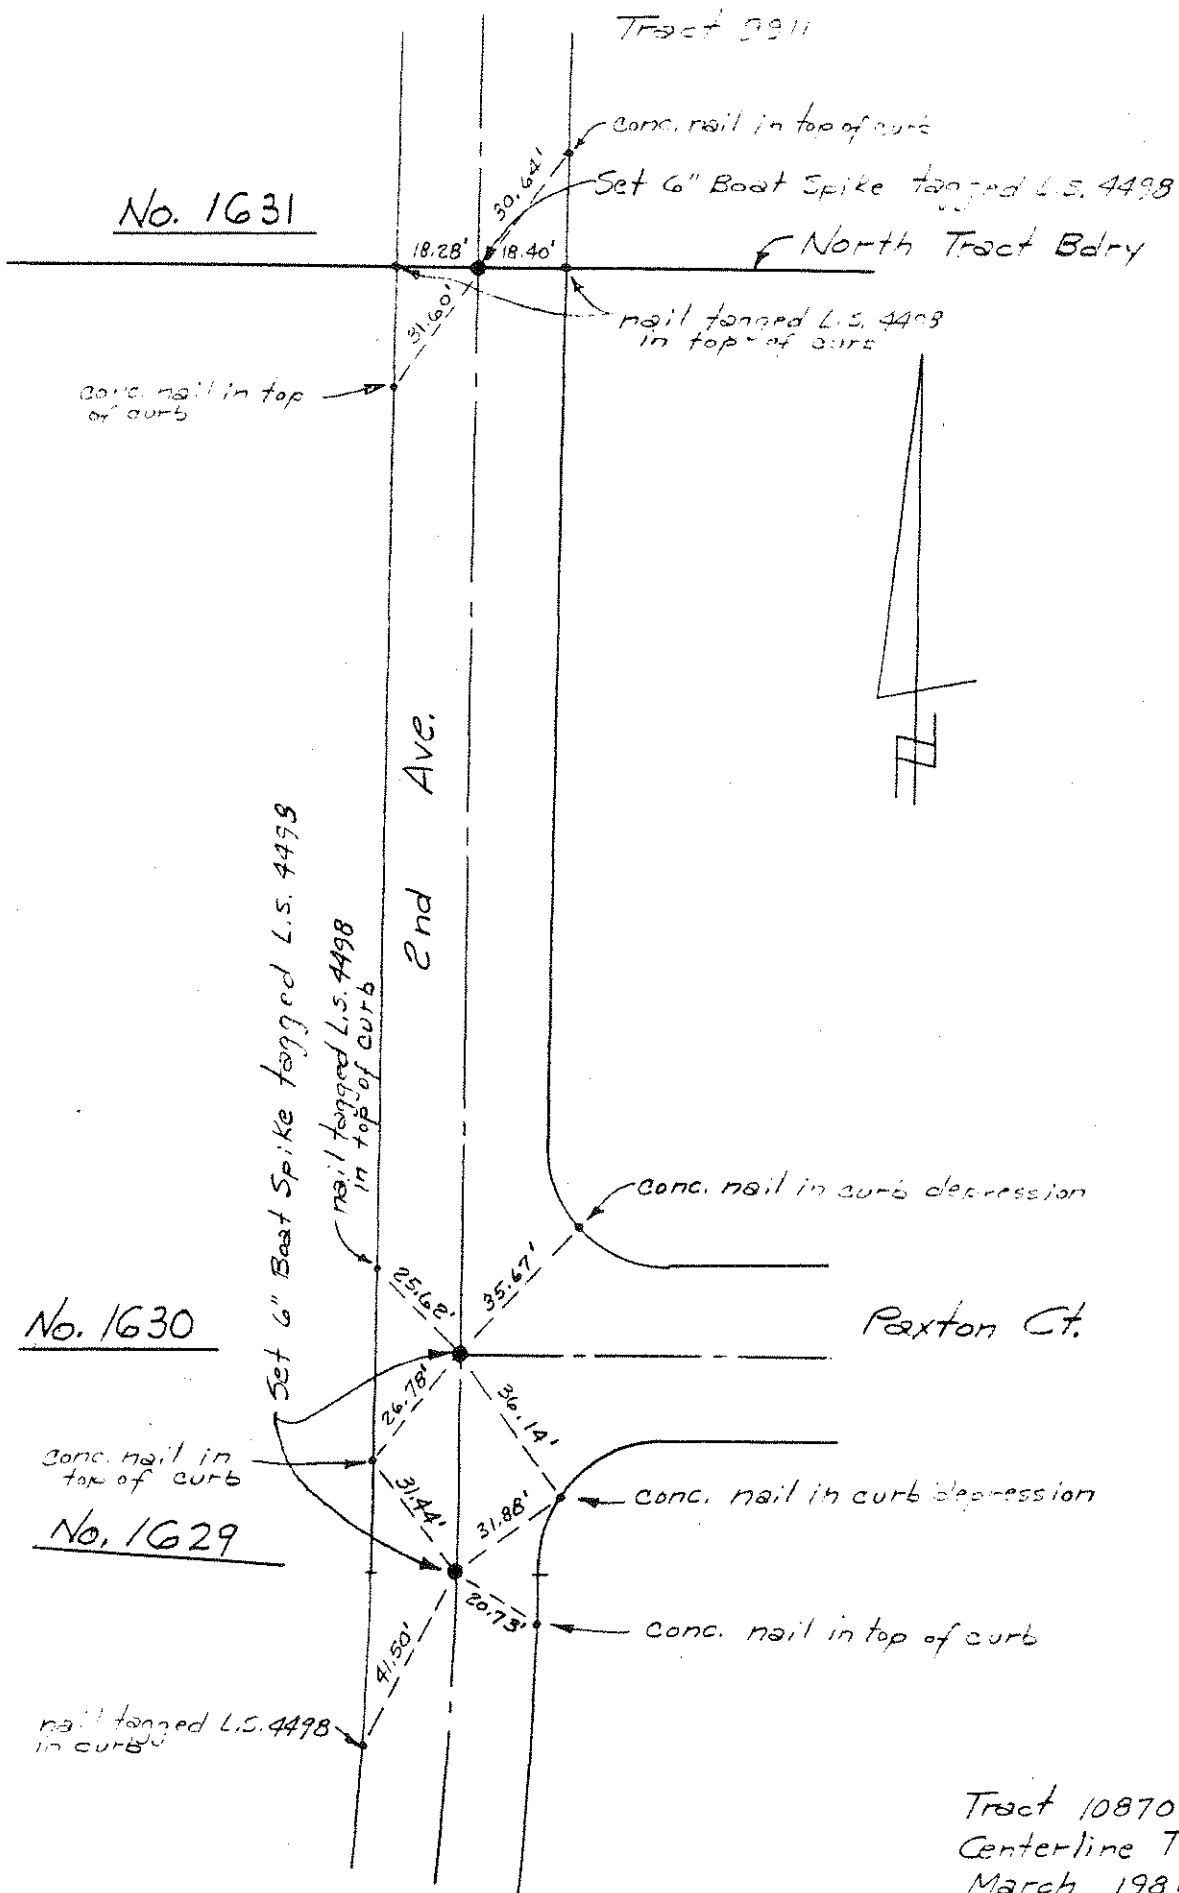 Tract 9911
conc. nail in top of curb
30.64'
Set 6" Boat Spike tagged L.S. 4498
No. 1631
18.28'
18.40'
North Tract Bdry
31.60'
nail tagged L.S. 4498
in top of curb
conc. nail in top
of curb
2nd Ave.
Set 6" Boat Spike tagged L.S. 4498
nail tagged L.S. 4498
in top of curb
conc. nail in curb depression
25.62'
35.67'
No. 1630
Paxton Ct.
26.78'
36.14'
conc. nail in
top of curb
31.44'
31.88'
conc. nail in curb depression
No. 1629
20.73'
conc. nail in top of curb
41.50'
nail tagged L.S. 4498
in curb
Tract 10870
Centerline
March